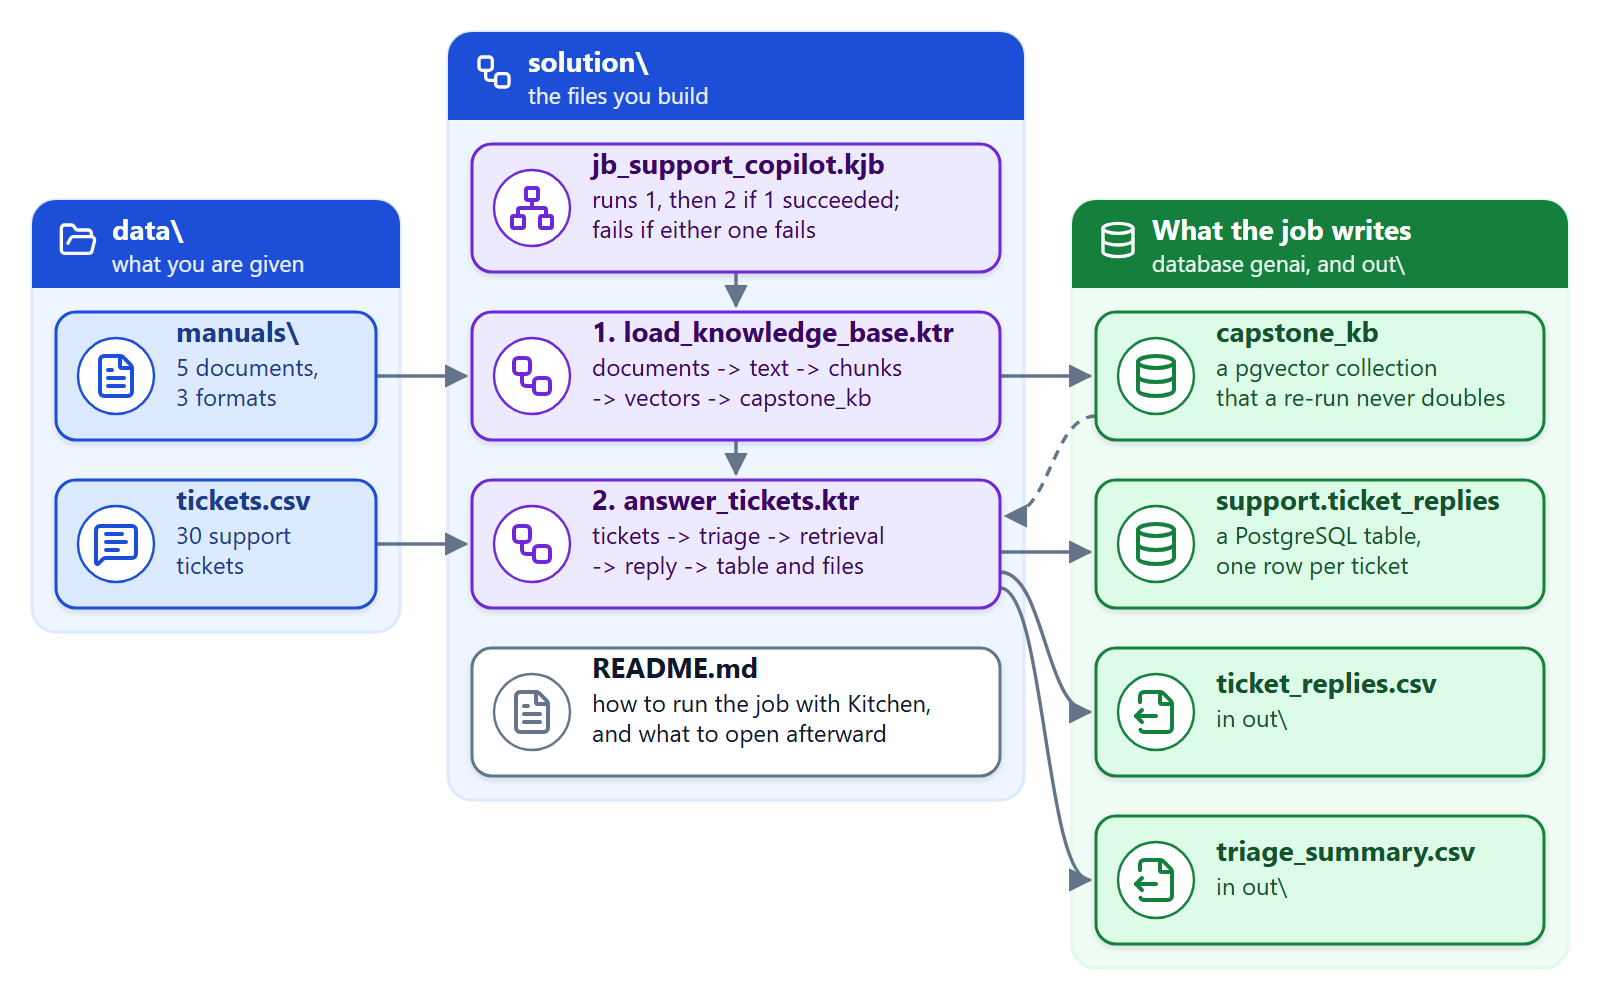 solution\
the files you build
jb_support_copilot.kjb
runs 1, then 2 if 1 succeeded;
fails if either one fails
data\
what you are given
What the job writes
database genai, and out\
manuals\
5 documents,
3 formats
1. load_knowledge_base.ktr
documents -> text -> chunks
-> vectors -> capstone_kb
capstone_kb
a pgvector collection
that a re-run never doubles
tickets.csv
30 support
tickets
2. answer_tickets.ktr
tickets -> triage -> retrieval
-> reply -> table and files
support.ticket_replies
a PostgreSQL table,
one row per ticket
README.md
how to run the job with Kitchen,
and what to open afterward
ticket_replies.csv
in out\
triage_summary.csv
in out\